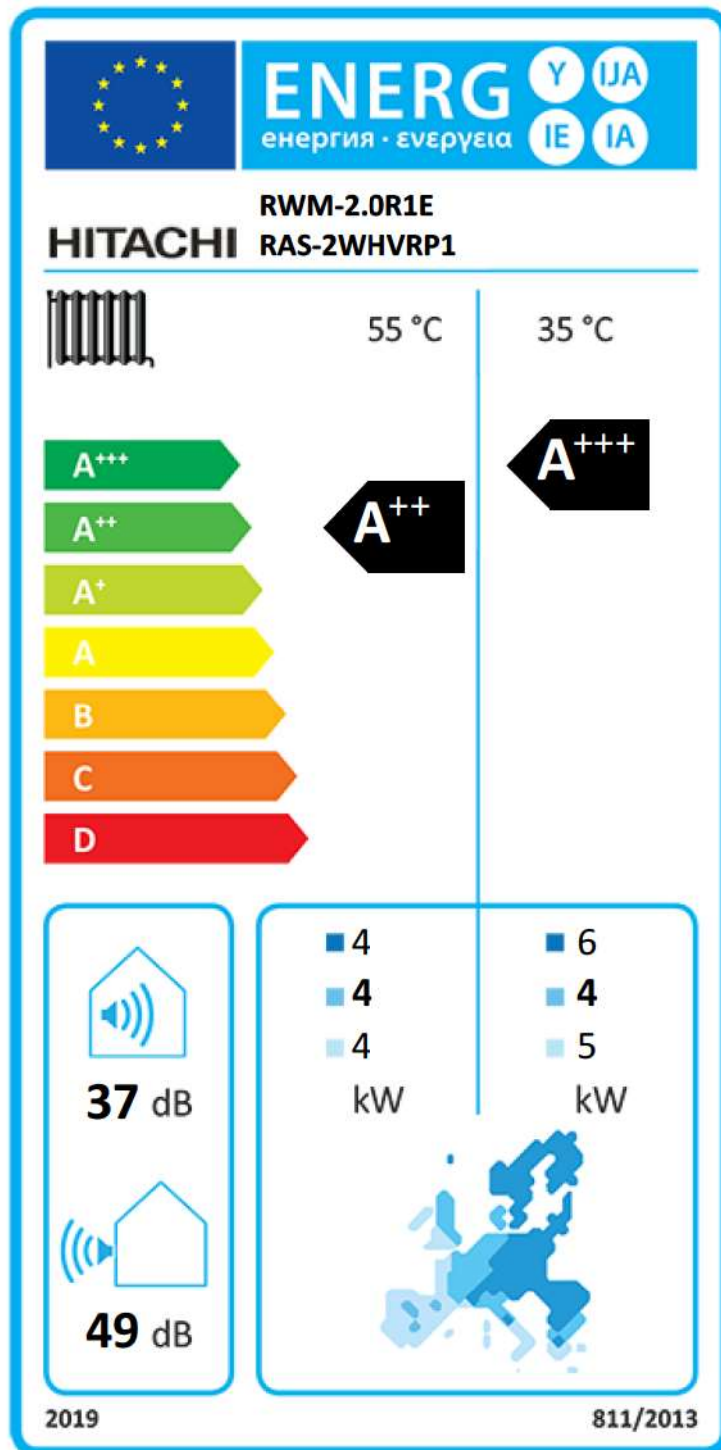 ENERG Y IJA
енергия · ενεργεια IE IA
RWM-2.0R1E
HITACHI RAS-2WHVRP1
55 °C 35 °C
A+++
A+++
A++
A++
A+
A
B
C
D
4 6
4 4
4 5
kW kW
37 dB
49 dB
2019 811/2013